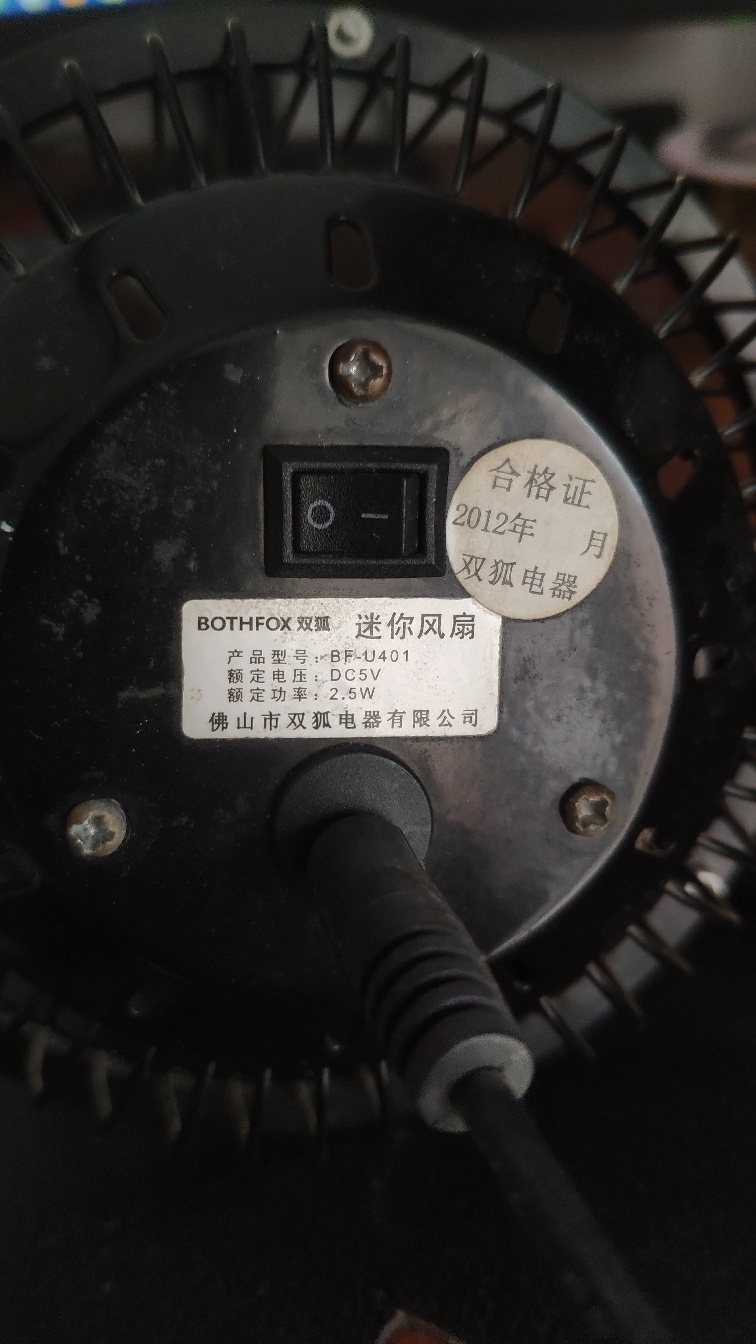 合格证
2012年 月
双狐电器
BOTHFOX 双狐 迷你风扇
产品型号：BF-U401
额定电压：DC5V
额定功率：2.5W
佛山市双狐电器有限公司